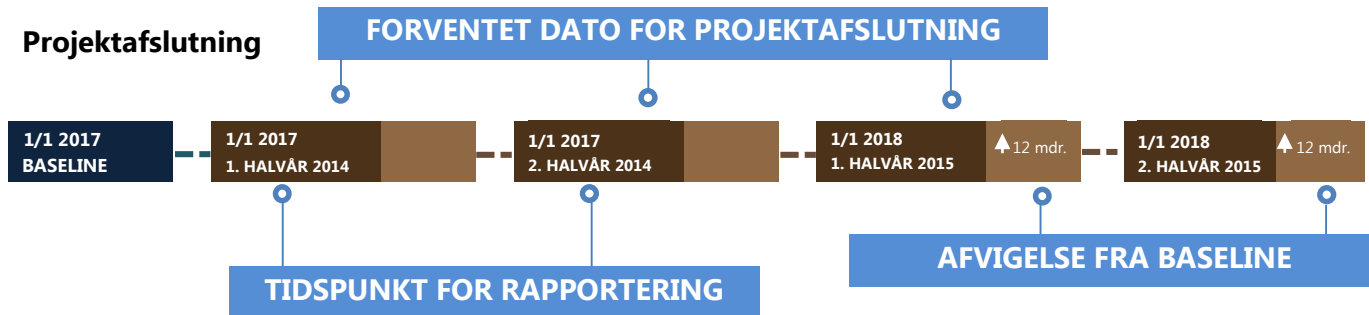 FORVENTET DATO FOR PROJEKTAFSLUTNING
Projektafslutning
1/1 2017
BASELINE
1/1 2017
1. HALVÅR 2014
1/1 2017
2. HALVÅR 2014
1/1 2018
1. HALVÅR 2015
12 mdr.
1/1 2018
2. HALVÅR 2015
12 mdr.
AFVIGELSE FRA BASELINE
TIDSPUNKT FOR RAPPORTERING